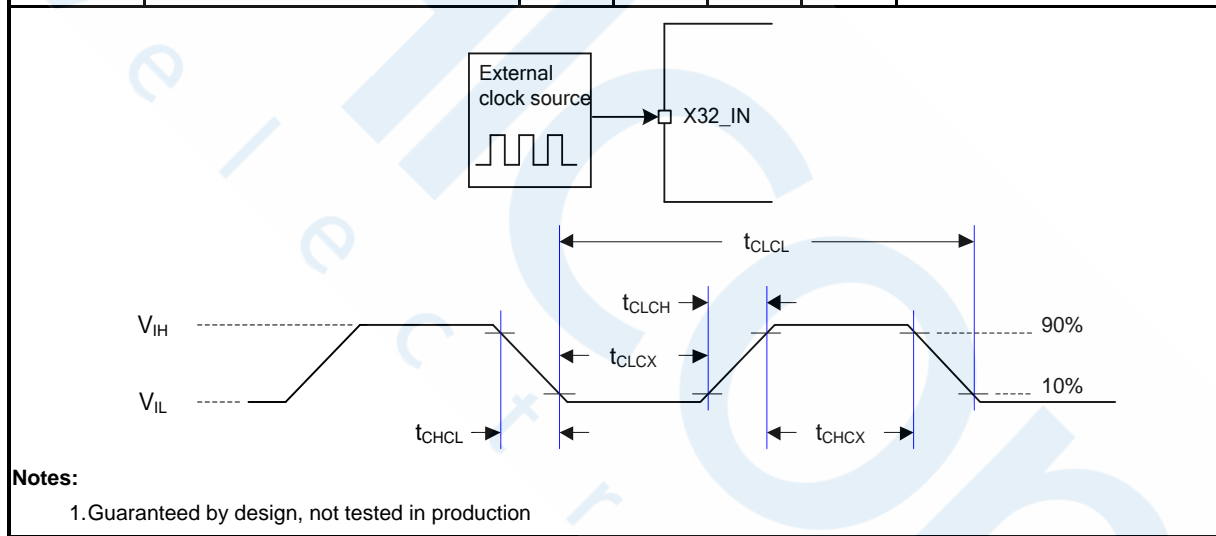 External
clock source
X32_IN
tCLCL
tCLCH
VIH
90%
tCLCX
VIL
10%
tCHCL
tCHCX
Notes:
1.Guaranteed by design, not tested in production
e l e c t r